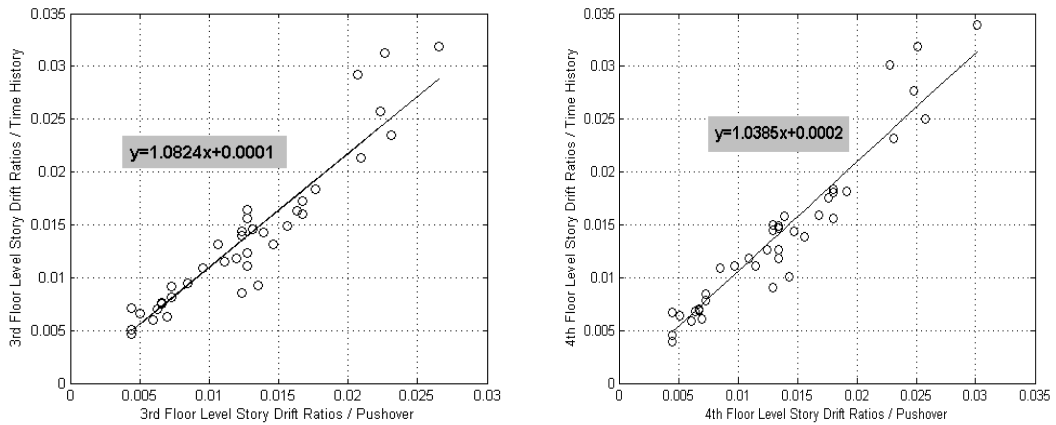 0.035
0.03
0.025
0.02
0.015
0.01
0.005
0
3rd Floor Level Story Drift Ratios / Time History
y=1.0824x+0.0001
0 0.005 0.01 0.015 0.02 0.025 0.03
3rd Floor Level Story Drift Ratios / Pushover
0.035
0.03
0.025
0.02
0.015
0.01
0.005
0
4th Floor Level Story Drift Ratios / Time History
y=1.0385x+0.0002
0 0.005 0.01 0.015 0.02 0.025 0.03 0.035
4th Floor Level Story Drift Ratios / Pushover